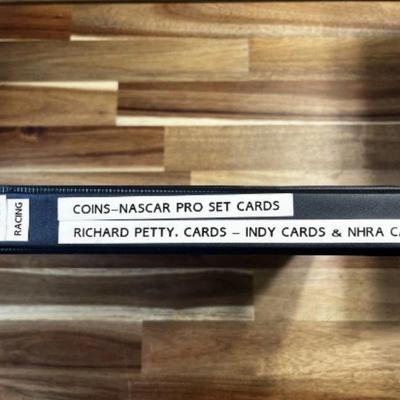 RACING
COINS-NASCAR PRO SET CARDS
RICHARD PETTY. CARDS - INDY CARDS & NHRA